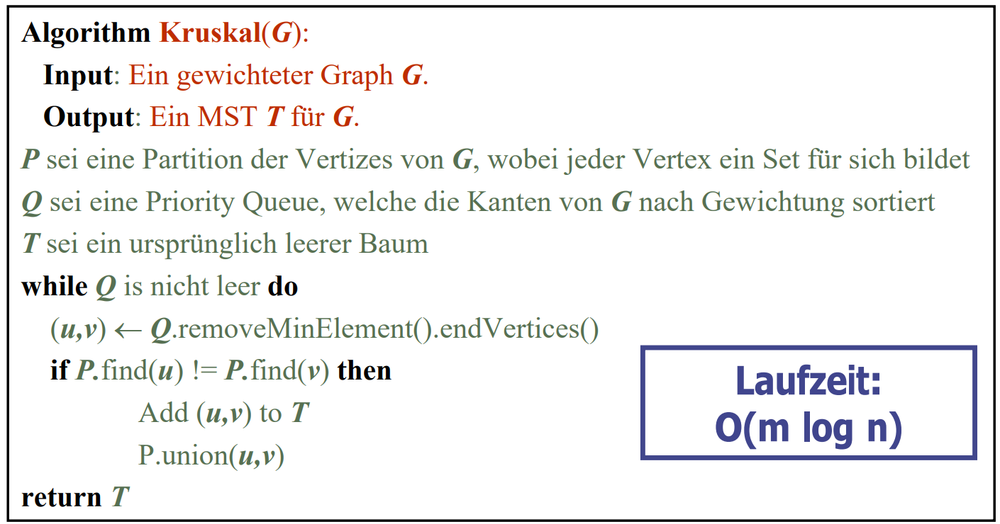 Algorithm Kruskal(G):
Input: Ein gewichteter Graph G.
Output: Ein MST T für G.
P sei eine Partition der Vertizes von G, wobei jeder Vertex ein Set für sich bildet
Q sei eine Priority Queue, welche die Kanten von G nach Gewichtung sortiert
T sei ein ursprünglich leerer Baum
while Q is nicht leer do
(u,v) ← Q.removeMinElement().endVertices()
if P.find(u) != P.find(v) then
Add (u,v) to T
P.union(u,v)
return T
Laufzeit:
O(m log n)